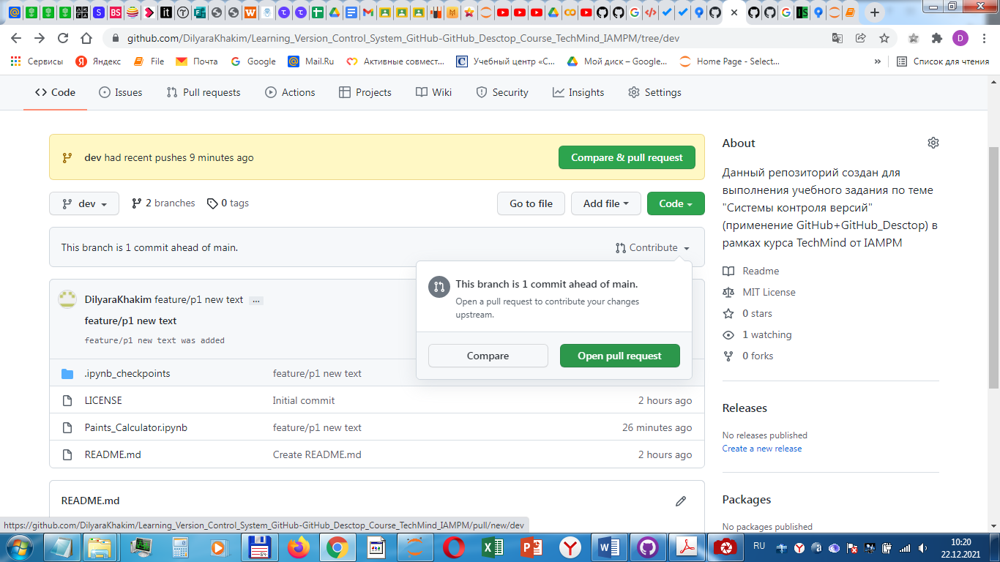 github.com/DilyaraKhakim/Learning_Version_Control_System_GitHub-GitHub_Desctop_Course_TechMind_IAMPM/tree/dev
D
Сервисы
Яндекс
File
Почта
Google
Mail.Ru
Активные совмест...
Учебный центр «С...
Мой диск – Google...
Home Page - Select...
»
Список для чтения
Code
Issues
Pull requests
Actions
Projects
Wiki
Security
Insights
Settings
dev had recent pushes 9 minutes ago
Compare & pull request
dev
2 branches
0 tags
Go to file
Add file
Code
This branch is 1 commit ahead of main.
Contribute
This branch is 1 commit ahead of main.
Open a pull request to contribute your changes
upstream.
Compare
Open pull request
DilyaraKhakim feature/p1 new text ...
feature/p1 new text
feature/p1 new text was added
.ipynb_checkpoints feature/p1 new text
LICENSE Initial commit 2 hours ago
Paints_Calculator.ipynb feature/p1 new text 26 minutes ago
README.md Create README.md 2 hours ago
README.md
About
Данный репозиторий создан для
выполнения учебного задания по теме
"Системы контроля версий"
(применение GitHub+GitHub_Desctop) в
рамках курса TechMind от IAMPM
Readme
MIT License
0 stars
1 watching
0 forks
Releases
No releases published
Create a new release
Packages
No packages published
https://github.com/DilyaraKhakim/Learning_Version_Control_System_GitHub-GitHub_Desctop_Course_TechMind_IAMPM/pull/new/dev
RU
10:20
22.12.2021